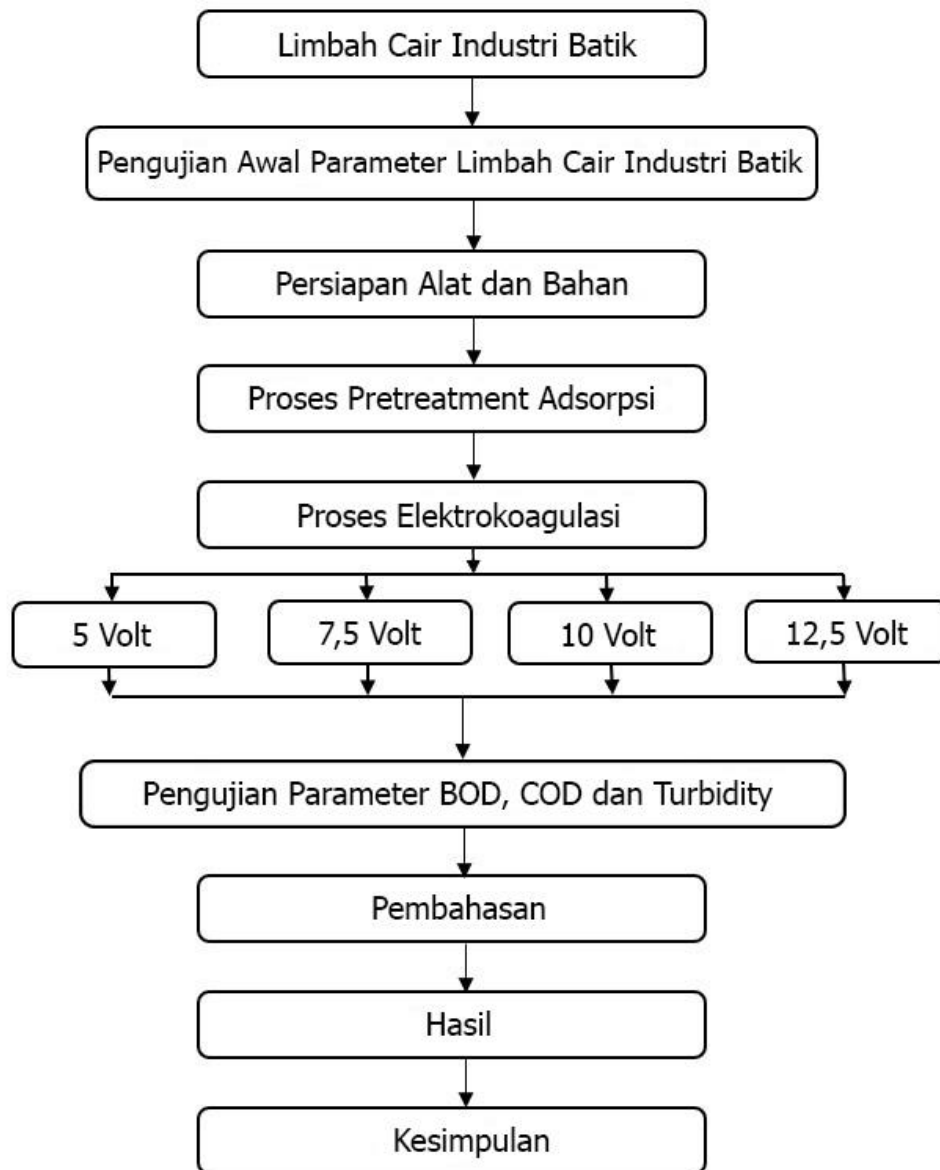 Limbah Cair Industri Batik
Pengujian Awal Parameter Limbah Cair Industri Batik
Persiapan Alat dan Bahan
Proses Pretreatment Adsorpsi
Proses Elektrokoagulasi
5 Volt
7,5 Volt
10 Volt
12,5 Volt
Pengujian Parameter BOD, COD dan Turbidity
Pembahasan
Hasil
Kesimpulan